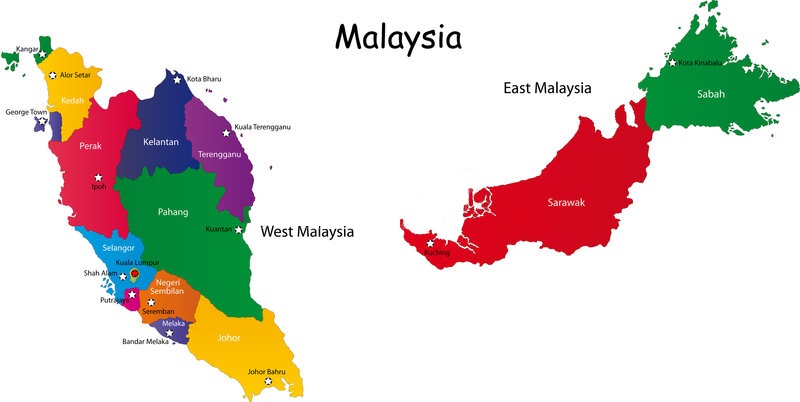 Malaysia
Kangar
Alor Setar
Kedah
George Town
Kota Bharu
Kuala Terengganu
Perak
Kelantan
Terengganu
Ipoh
Pahang
Kuantan
West Malaysia
Selangor
Kuala Lumpur
Shah Alam
Putrajaya
Negeri
Sembilan
Seremban
Melaka
Bandar Melaka
Johor
Johor Bahru
East Malaysia
Kota Kinabalu
Sabah
Sarawak
Kuching